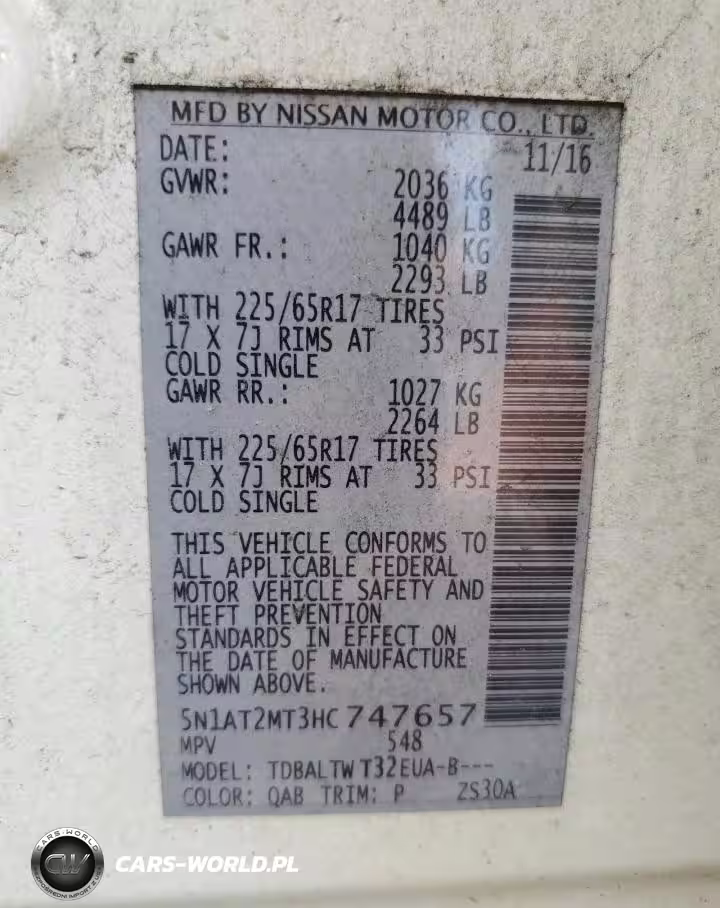 MFD BY NISSAN MOTOR CO., LTD.
DATE: 11/16
GVWR: 2036 KG
4489 LB
GAWR FR.: 1040 KG
2293 LB
WITH 225/65R17 TIRES
17 X 7J RIMS AT 33 PSI
COLD SINGLE
GAWR RR.: 1027 KG
2264 LB
WITH 225/65R17 TIRES
17 X 7J RIMS AT 33 PSI
COLD SINGLE
THIS VEHICLE CONFORMS TO
ALL APPLICABLE FEDERAL
MOTOR VEHICLE SAFETY AND
THEFT PREVENTION
STANDARDS IN EFFECT ON
THE DATE OF MANUFACTURE
SHOWN ABOVE.
5N1AT2MT3HC747657
MPV 548
MODEL: TDBALTW T32EUA-B---
COLOR: QAB TRIM: P ZS30A
CARS-WORLD
CW
CARS-WORLD.PL